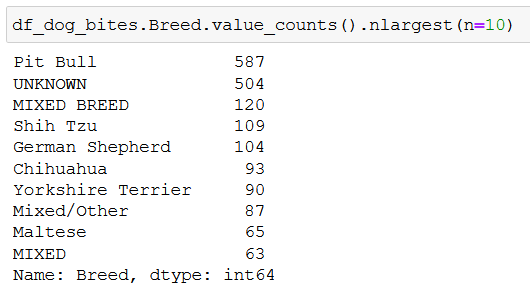 df_dog_bites.Breed.value_counts().nlargest(n=10)
Pit Bull 587
UNKNOWN 504
MIXED BREED 120
Shih Tzu 109
German Shepherd 104
Chihuahua 93
Yorkshire Terrier 90
Mixed/Other 87
Maltese 65
MIXED 63
Name: Breed, dtype: int64